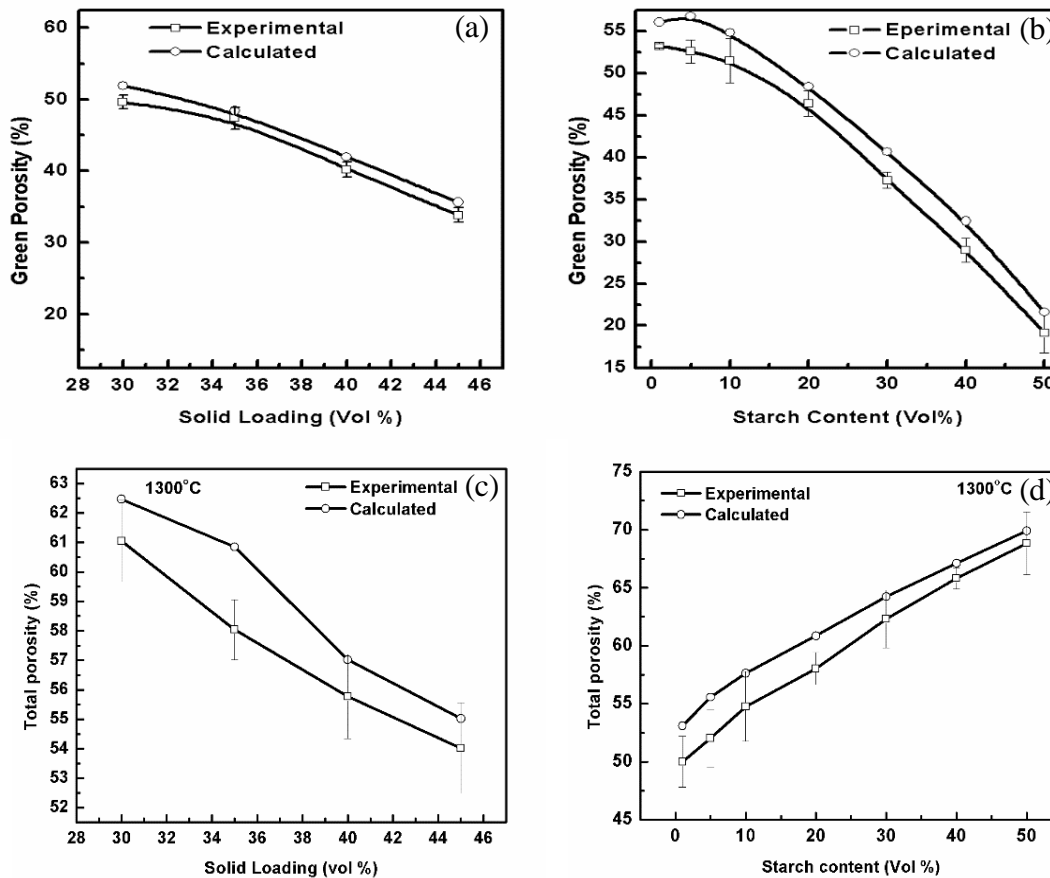 (a)
Experimental
Calculated
60
50
40
30
20
28 30 32 34 36 38 40 42 44 46
Green Porosity (%)
Solid Loading (Vol %)
(b)
Eperimental
Calculated
55
50
45
40
35
30
25
20
15
0 10 20 30 40 50
Green Porosity (%)
Starch Content (Vol%)
(c)
1300°C
Experimental
Calculated
63
62
61
60
59
58
57
56
55
54
53
52
28 30 32 34 36 38 40 42 44 46
Total porosity (%)
Solid Loading (vol %)
(d)
1300°C
Experimental
Calculated
75
70
65
60
55
50
45
0 10 20 30 40 50
Total porosity (%)
Starch content (Vol %)